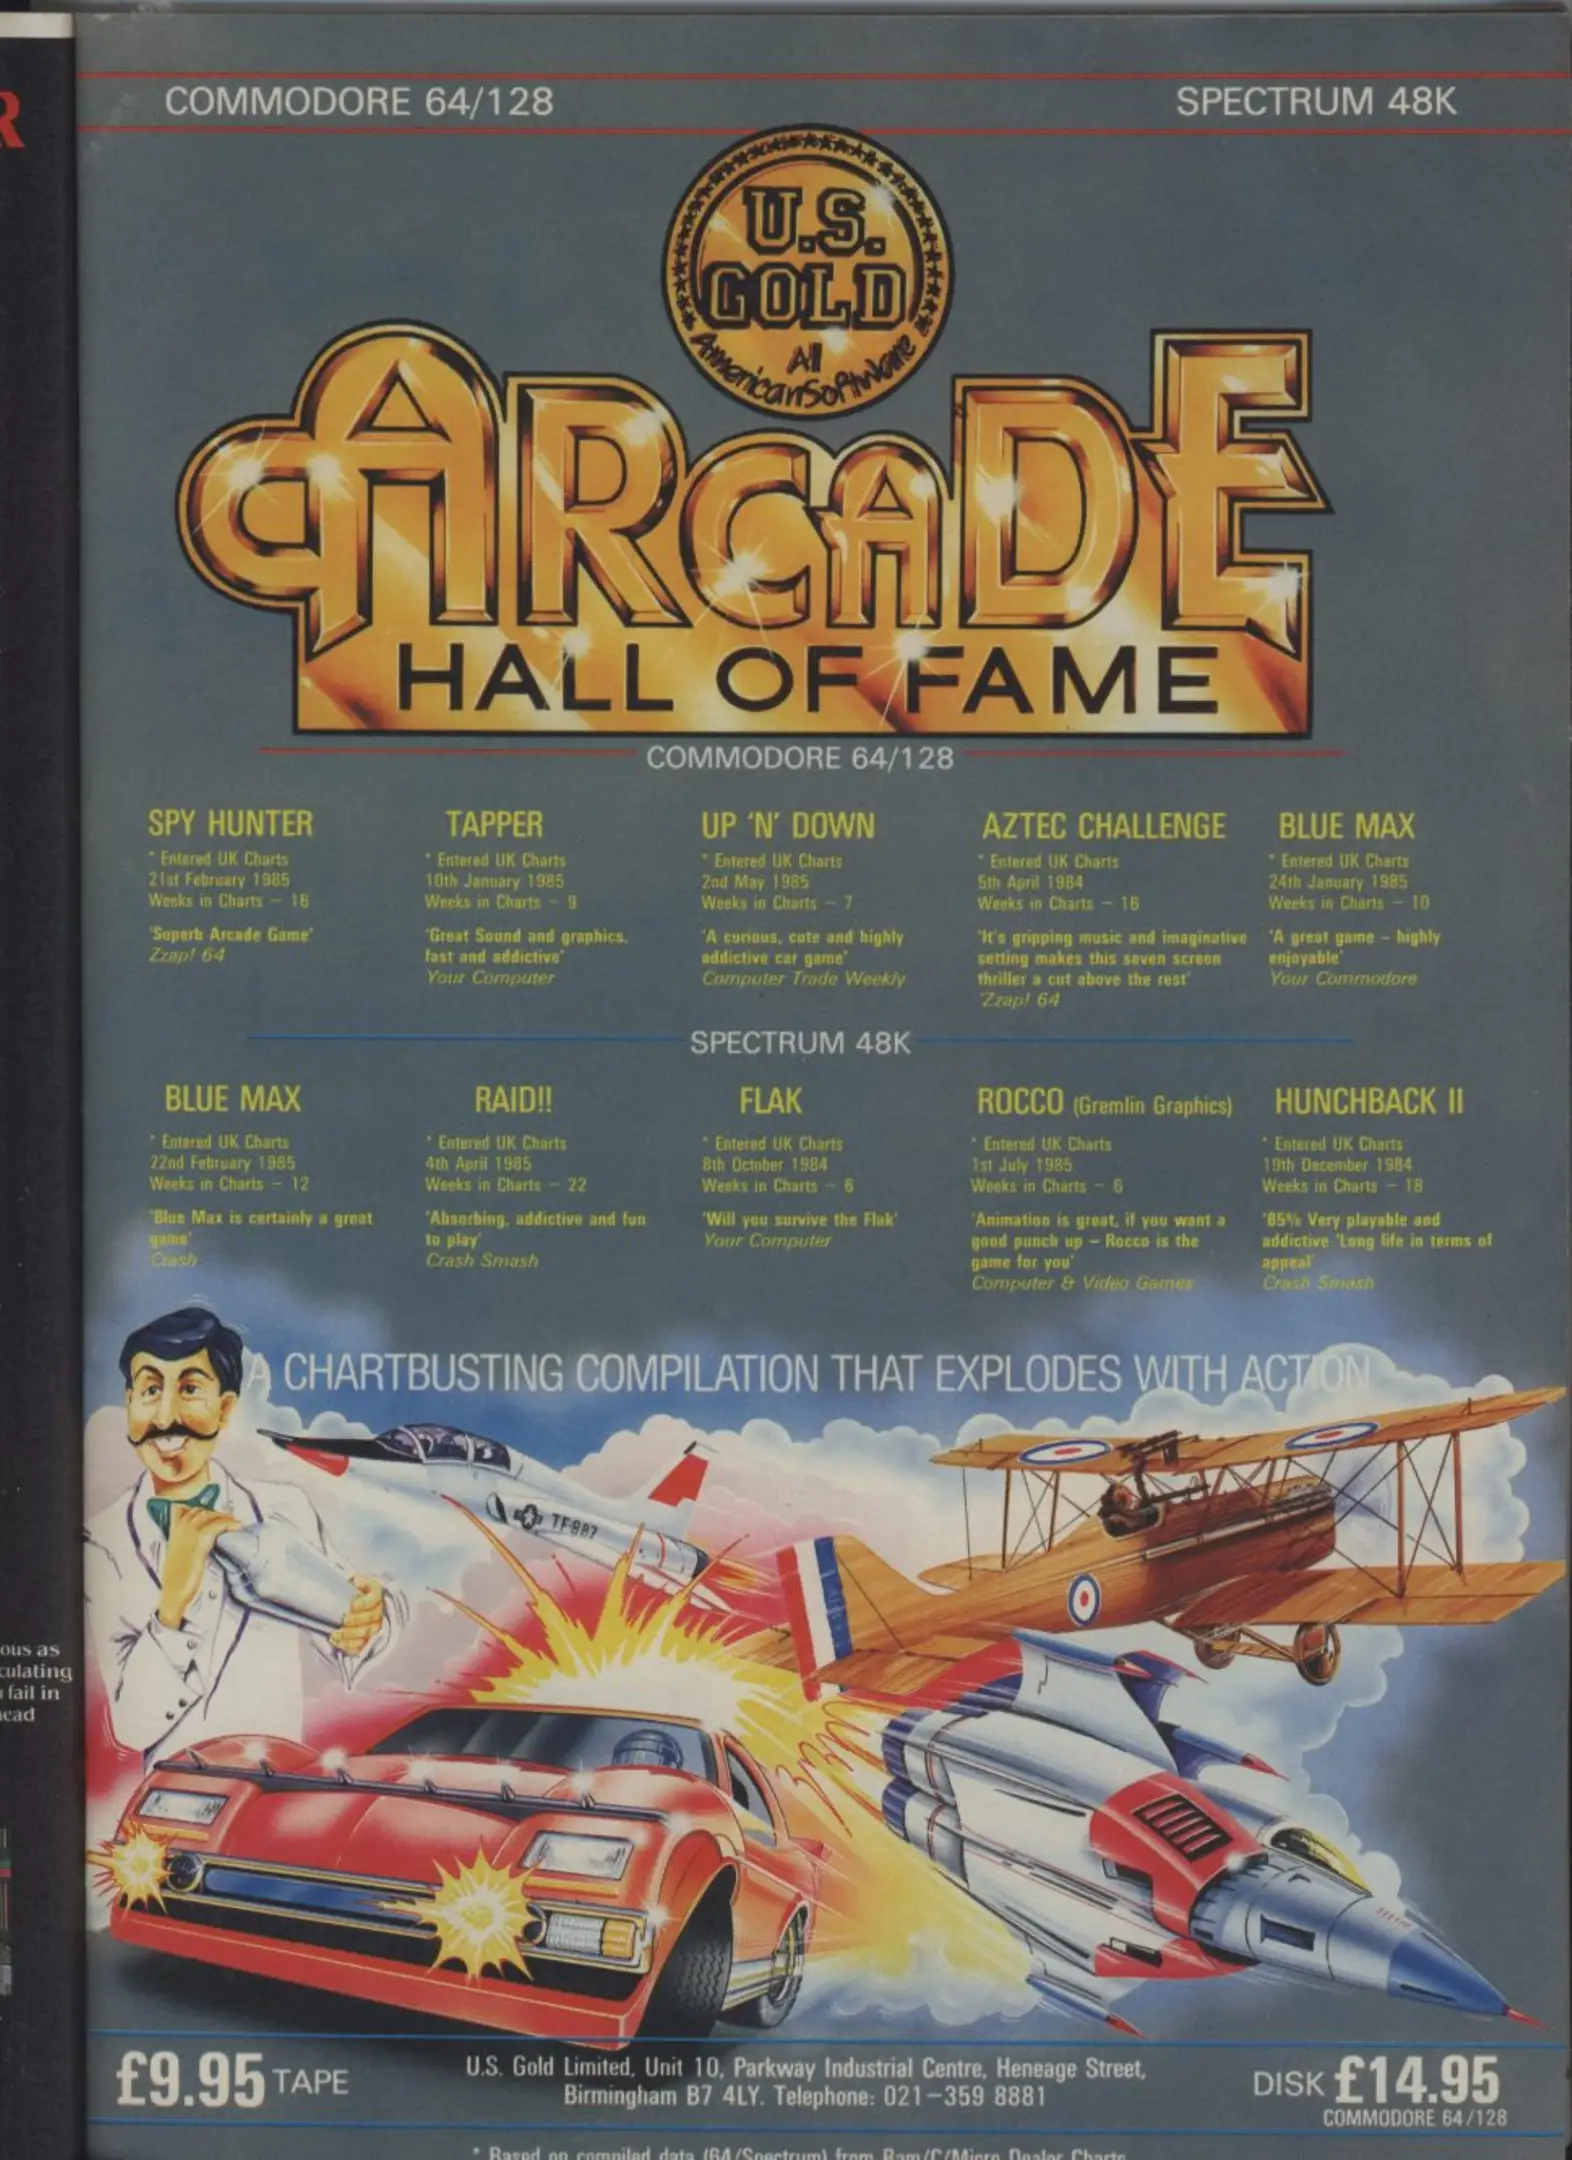 R
COMMODORE 64/128
SPECTRUM 48K
U.S.
GOLD
All
American Software
ARCADE
HALL OF FAME
COMMODORE 64/128
SPY HUNTER
* Entered UK Charts
21st February 1985
Weeks in Charts – 16
'Superb Arcade Game'
Zzap! 64
TAPPER
* Entered UK Charts
10th January 1985
Weeks in Charts – 9
'Great Sound and graphics,
fast and addictive'
Your Computer
UP 'N' DOWN
* Entered UK Charts
2nd May 1985
Weeks in Charts – 7
'A curious, cute and highly
addictive car game'
Computer Trade Weekly
AZTEC CHALLENGE
* Entered UK Charts
5th April 1984
Weeks in Charts – 16
'It's gripping music and imaginative
setting makes this seven screen
thriller a cut above the rest'
'Zzap! 64
BLUE MAX
* Entered UK Charts
24th January 1985
Weeks in Charts – 10
'A great game – highly
enjoyable'
Your Commodore
SPECTRUM 48K
BLUE MAX
* Entered UK Charts
22nd February 1985
Weeks in Charts – 12
'Blue Max is certainly a great
game'
Crash
RAID!!
* Entered UK Charts
4th April 1985
Weeks in Charts – 22
'Absorbing, addictive and fun
to play'
Crash Smash
FLAK
* Entered UK Charts
8th October 1984
Weeks in Charts – 6
'Will you survive the Flak'
Your Computer
ROCCO (Gremlin Graphics)
* Entered UK Charts
1st July 1985
Weeks in Charts – 6
'Animation is great, if you want a
good punch up – Rocco is the
game for you'
Computer & Video Games
HUNCHBACK II
* Entered UK Charts
19th December 1984
Weeks in Charts – 18
'85% Very playable and
addictive 'Long life in terms of
appeal'
Crash Smash
A CHARTBUSTING COMPILATION THAT EXPLODES WITH ACTION
TF-987
ous as
culating
fail in
ead
£9.95 TAPE
U.S. Gold Limited, Unit 10, Parkway Industrial Centre, Heneage Street,
Birmingham B7 4LY. Telephone: 021–359 8881
DISK £14.95
COMMODORE 64/128
* Based on compiled data (64/Spectrum) from Ram/C/Micro Dealer Charts